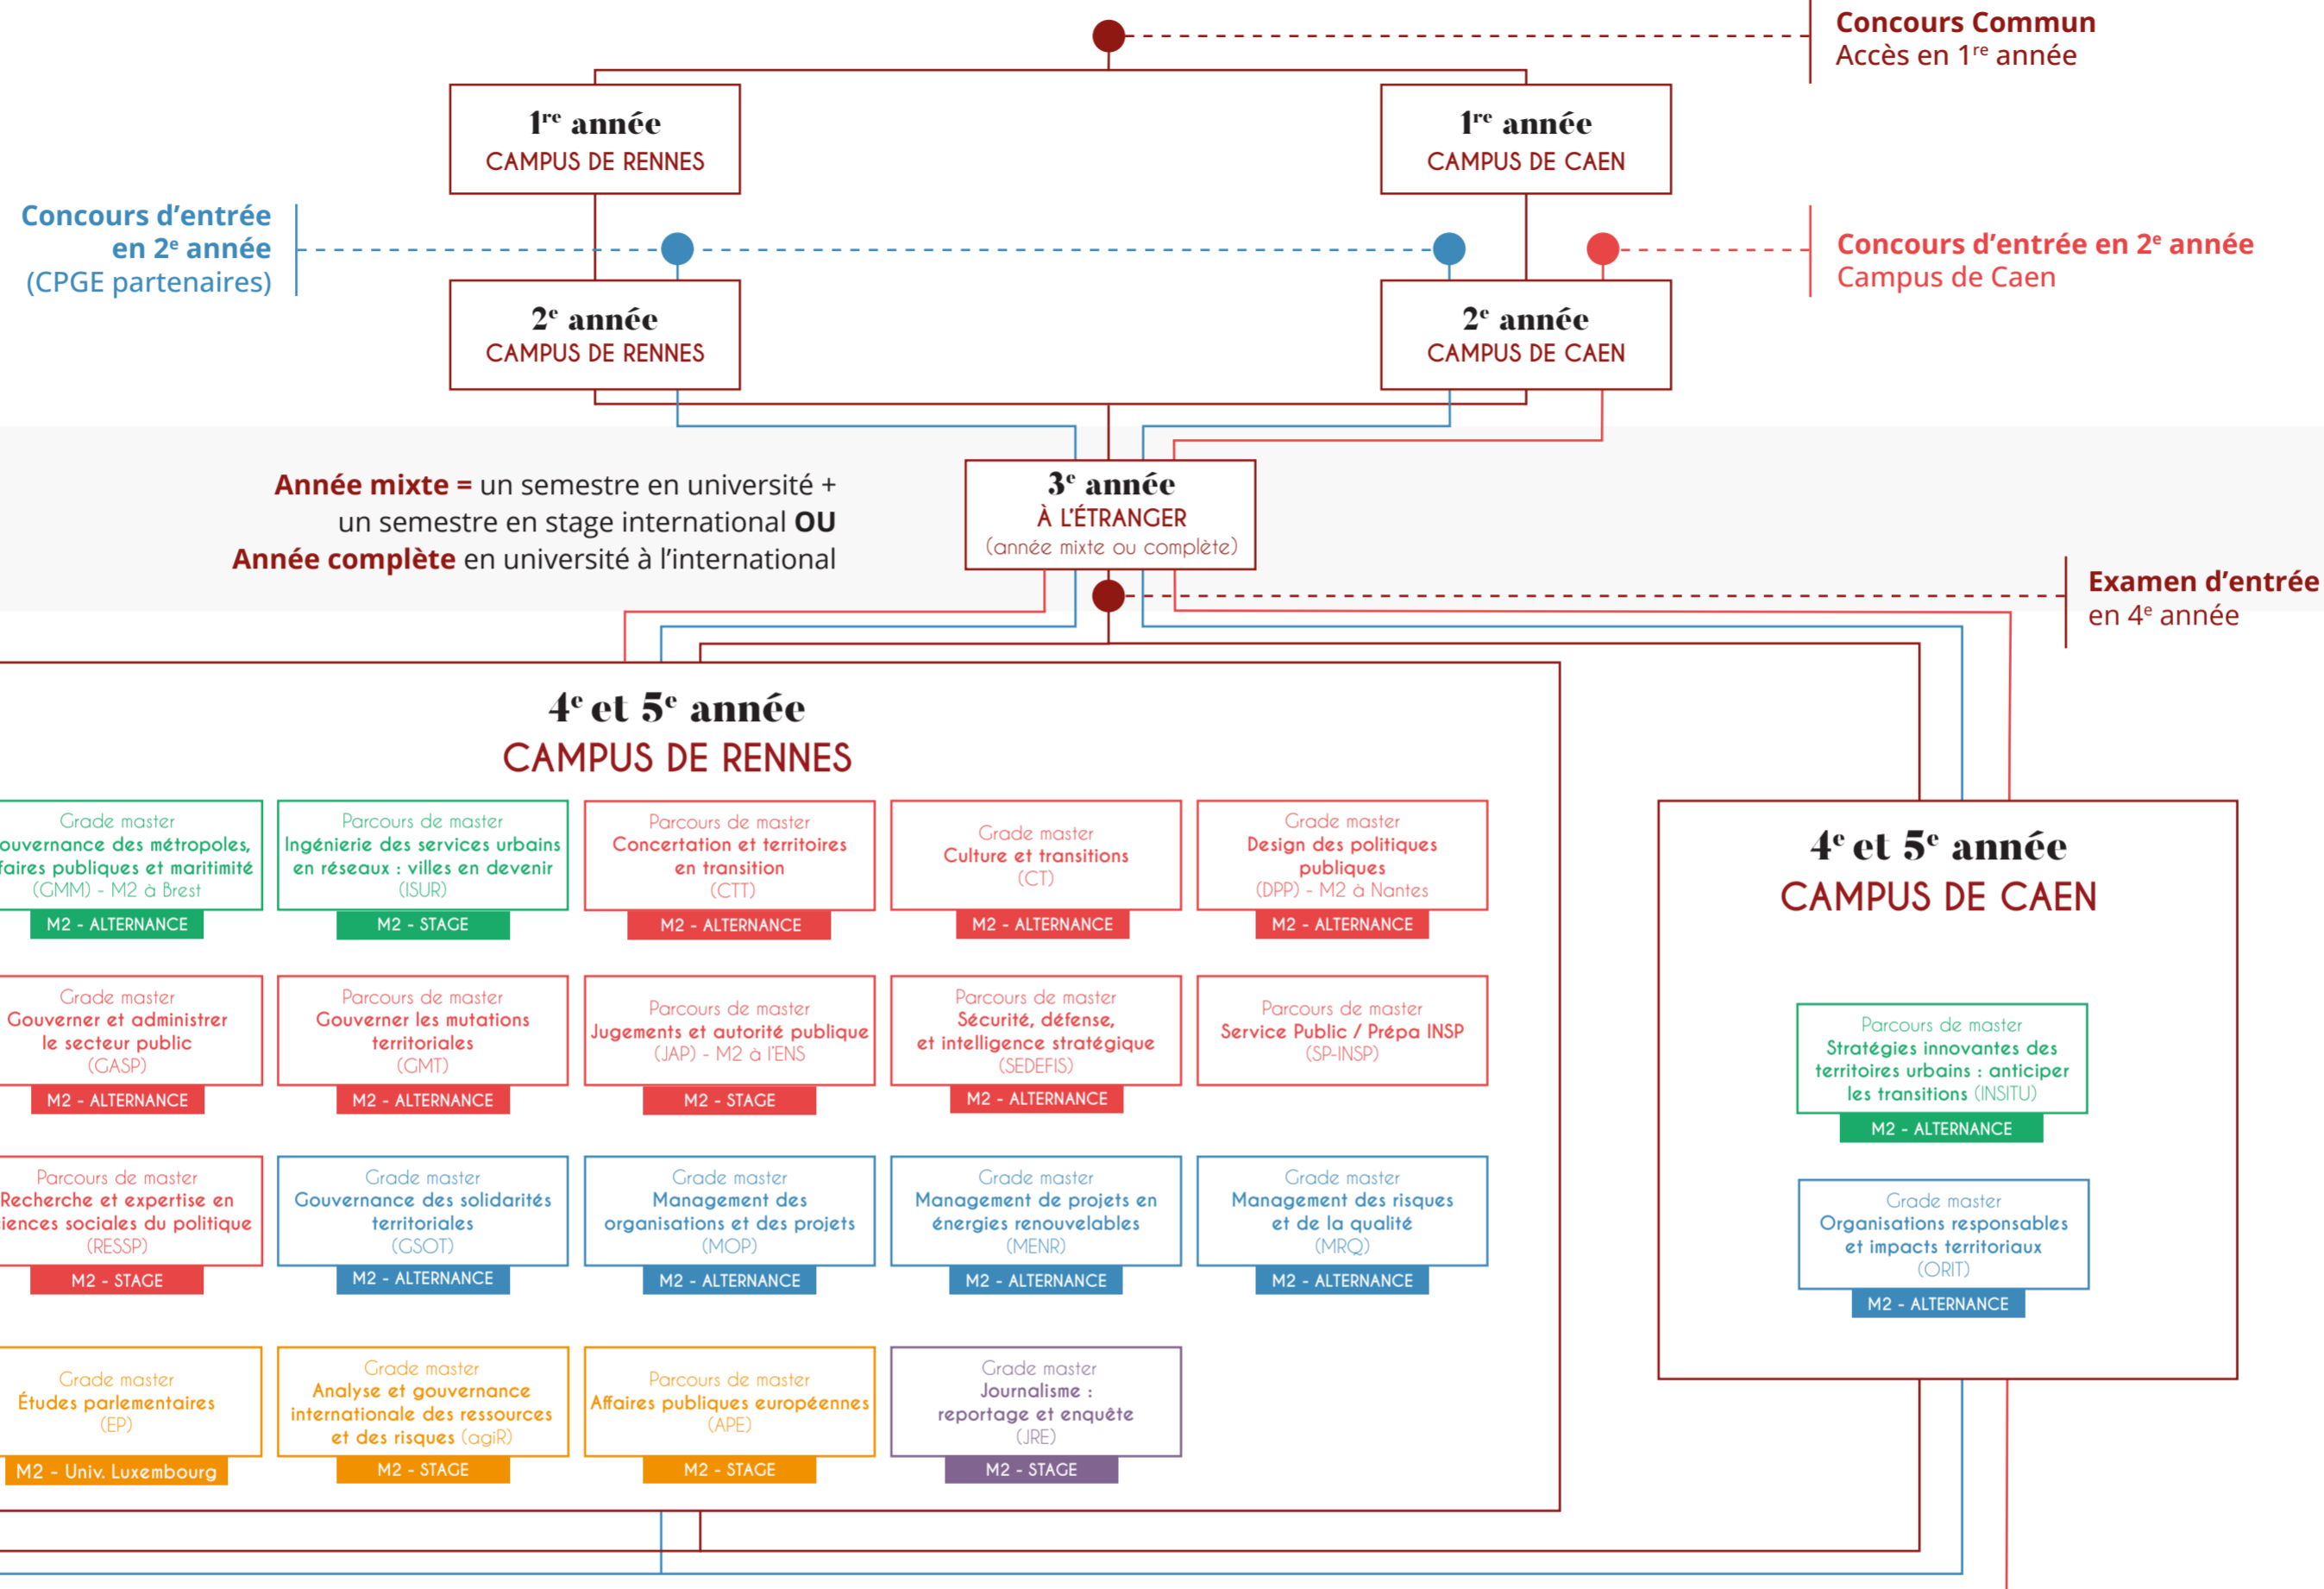 Concours Commun
Accès en 1re année
1re année
CAMPUS DE RENNES
1re année
CAMPUS DE CAEN
Concours d'entrée
en 2e année
(CPGE partenaires)
Concours d'entrée en 2e année
Campus de Caen
2e année
CAMPUS DE RENNES
2e année
CAMPUS DE CAEN
Année mixte = un semestre en université +
un semestre en stage international OU
Année complète en université à l'international
3e année
À L'ÉTRANGER
(année mixte ou complète)
Examen d'entrée
en 4e année
4e et 5e année
CAMPUS DE RENNES
Grade master
ouvernance des métropoles,
faires publiques et maritimité
(GMM) - M2 à Brest
M2 - ALTERNANCE
Parcours de master
Ingénierie des services urbains
en réseaux : villes en devenir
(ISUR)
M2 - STAGE
Parcours de master
Concertation et territoires
en transition
(CTT)
M2 - ALTERNANCE
Grade master
Culture et transitions
(CT)
M2 - ALTERNANCE
Grade master
Design des politiques
publiques
(DPP) - M2 à Nantes
M2 - ALTERNANCE
Grade master
Gouverner et administrer
le secteur public
(GASP)
M2 - ALTERNANCE
Parcours de master
Gouverner les mutations
territoriales
(GMT)
M2 - ALTERNANCE
Parcours de master
Jugements et autorité publique
(JAP) - M2 à l'ENS
M2 - STAGE
Parcours de master
Sécurité, défense,
et intelligence stratégique
(SEDEFIS)
M2 - ALTERNANCE
Parcours de master
Service Public / Prépa INSP
(SP-INSP)
Parcours de master
Recherche et expertise en
iences sociales du politique
(RESSP)
M2 - STAGE
Grade master
Gouvernance des solidarités
territoriales
(GSOT)
M2 - ALTERNANCE
Grade master
Management des
organisations et des projets
(MOP)
M2 - ALTERNANCE
Grade master
Management de projets en
énergies renouvelables
(MENR)
M2 - ALTERNANCE
Grade master
Management des risques
et de la qualité
(MRQ)
M2 - ALTERNANCE
Grade master
Études parlementaires
(EP)
M2 - Univ. Luxembourg
Grade master
Analyse et gouvernance
internationale des ressources
et des risques (agiR)
M2 - STAGE
Parcours de master
Affaires publiques européennes
(APE)
M2 - STAGE
Grade master
Journalisme :
reportage et enquête
(JRE)
M2 - STAGE
4e et 5e année
CAMPUS DE CAEN
Parcours de master
Stratégies innovantes des
territoires urbains : anticiper
les transitions (INSITU)
M2 - ALTERNANCE
Grade master
Organisations responsables
et impacts territoriaux
(ORIT)
M2 - ALTERNANCE